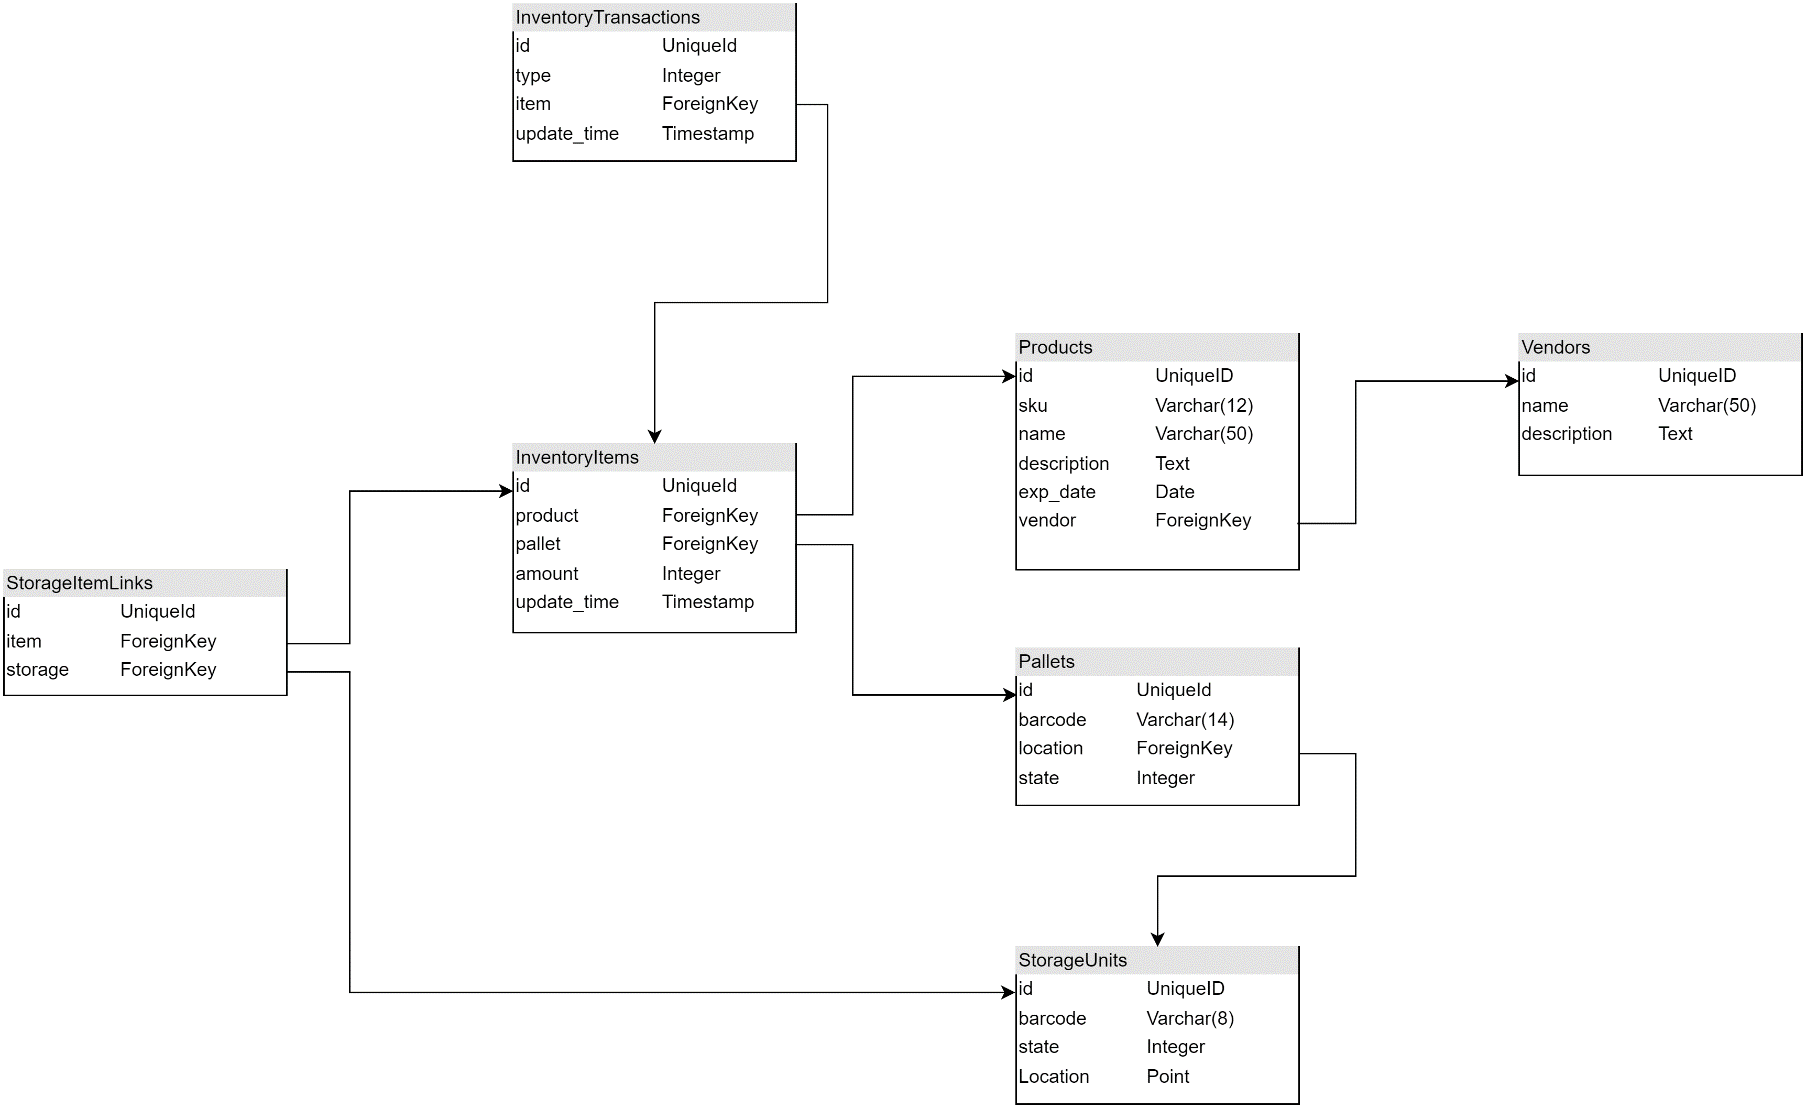 InventoryTransactions
id UniqueId
type Integer
item ForeignKey
update_time Timestamp
Products
id UniqueID
sku Varchar(12)
name Varchar(50)
description Text
exp_date Date
vendor ForeignKey
Vendors
id UniqueID
name Varchar(50)
description Text
InventoryItems
id UniqueId
product ForeignKey
pallet ForeignKey
amount Integer
update_time Timestamp
StorageItemLinks
id UniqueId
item ForeignKey
storage ForeignKey
Pallets
id UniqueId
barcode Varchar(14)
location ForeignKey
state Integer
StorageUnits
id UniqueID
barcode Varchar(8)
state Integer
Location Point